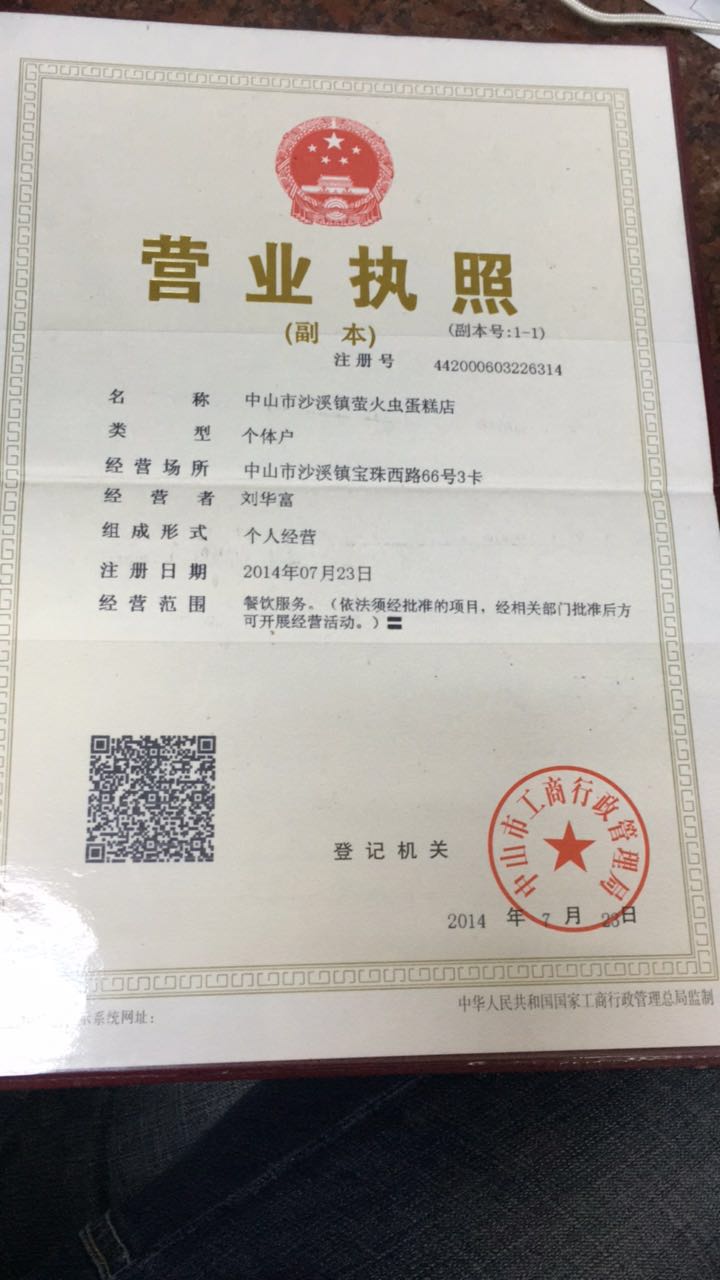 营业执照
(副 本)
(副本号:1-1)
注册号 442000603226314
名 称 中山市沙溪镇萤火虫蛋糕店
类 型 个体户
经营场所 中山市沙溪镇宝珠西路66号3卡
经 营 者 刘华富
组成形式 个人经营
注册日期 2014年07月23日
经营范围 餐饮服务。（依法须经批准的项目，经相关部门批准后方
可开展经营活动。）
中山市工商行政管理局
登记机关
2014 年 7 月 23日
示系统网址：
中华人民共和国国家工商行政管理总局监制